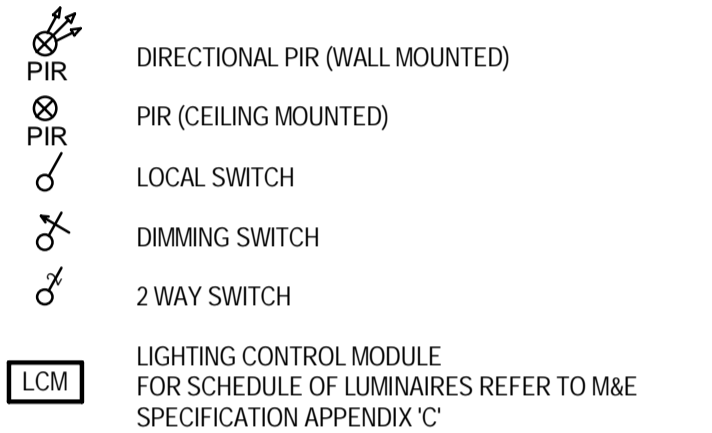 PIR DIRECTIONAL PIR (WALL MOUNTED)
PIR PIR (CEILING MOUNTED)
LOCAL SWITCH
DIMMING SWITCH
2 2 WAY SWITCH
LIGHTING CONTROL MODULE
LCM FOR SCHEDULE OF LUMINAIRES REFER TO M&E
SPECIFICATION APPENDIX 'C'